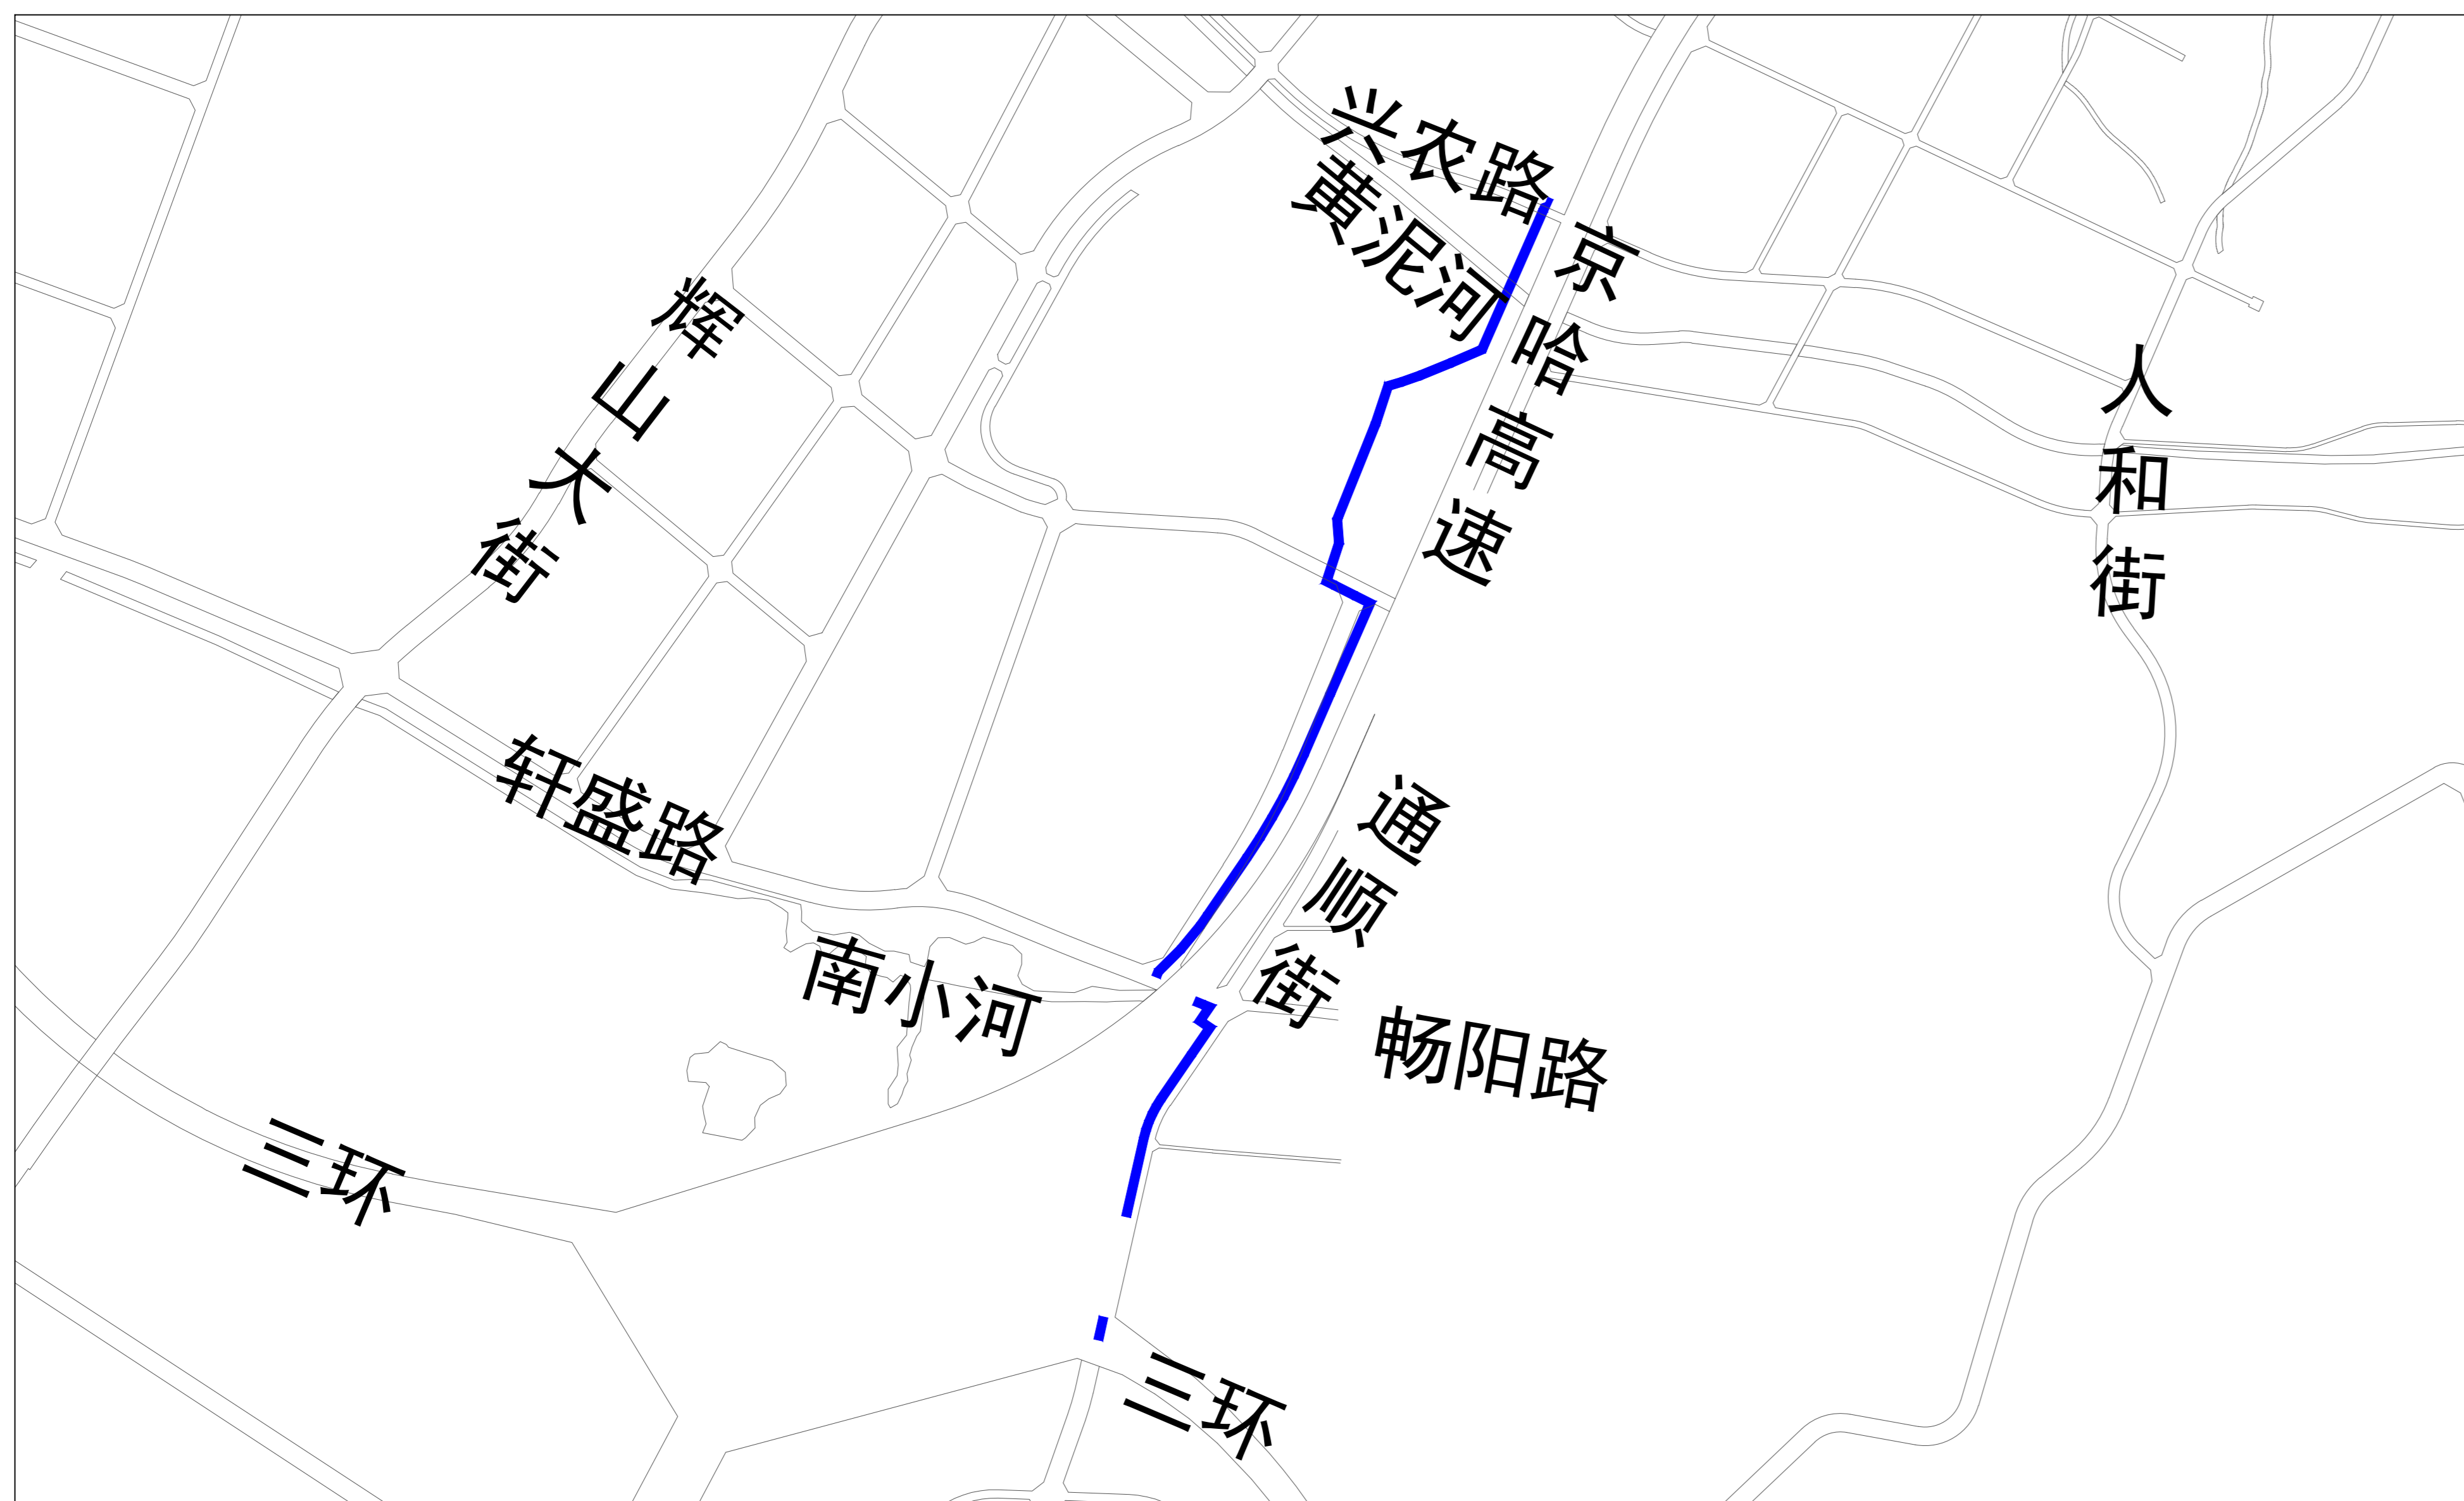 兴农路
黄泥河
京哈高速
辉山大街
人和街
轩盛路
通顺街
南小河
畅阳路
三环
三环